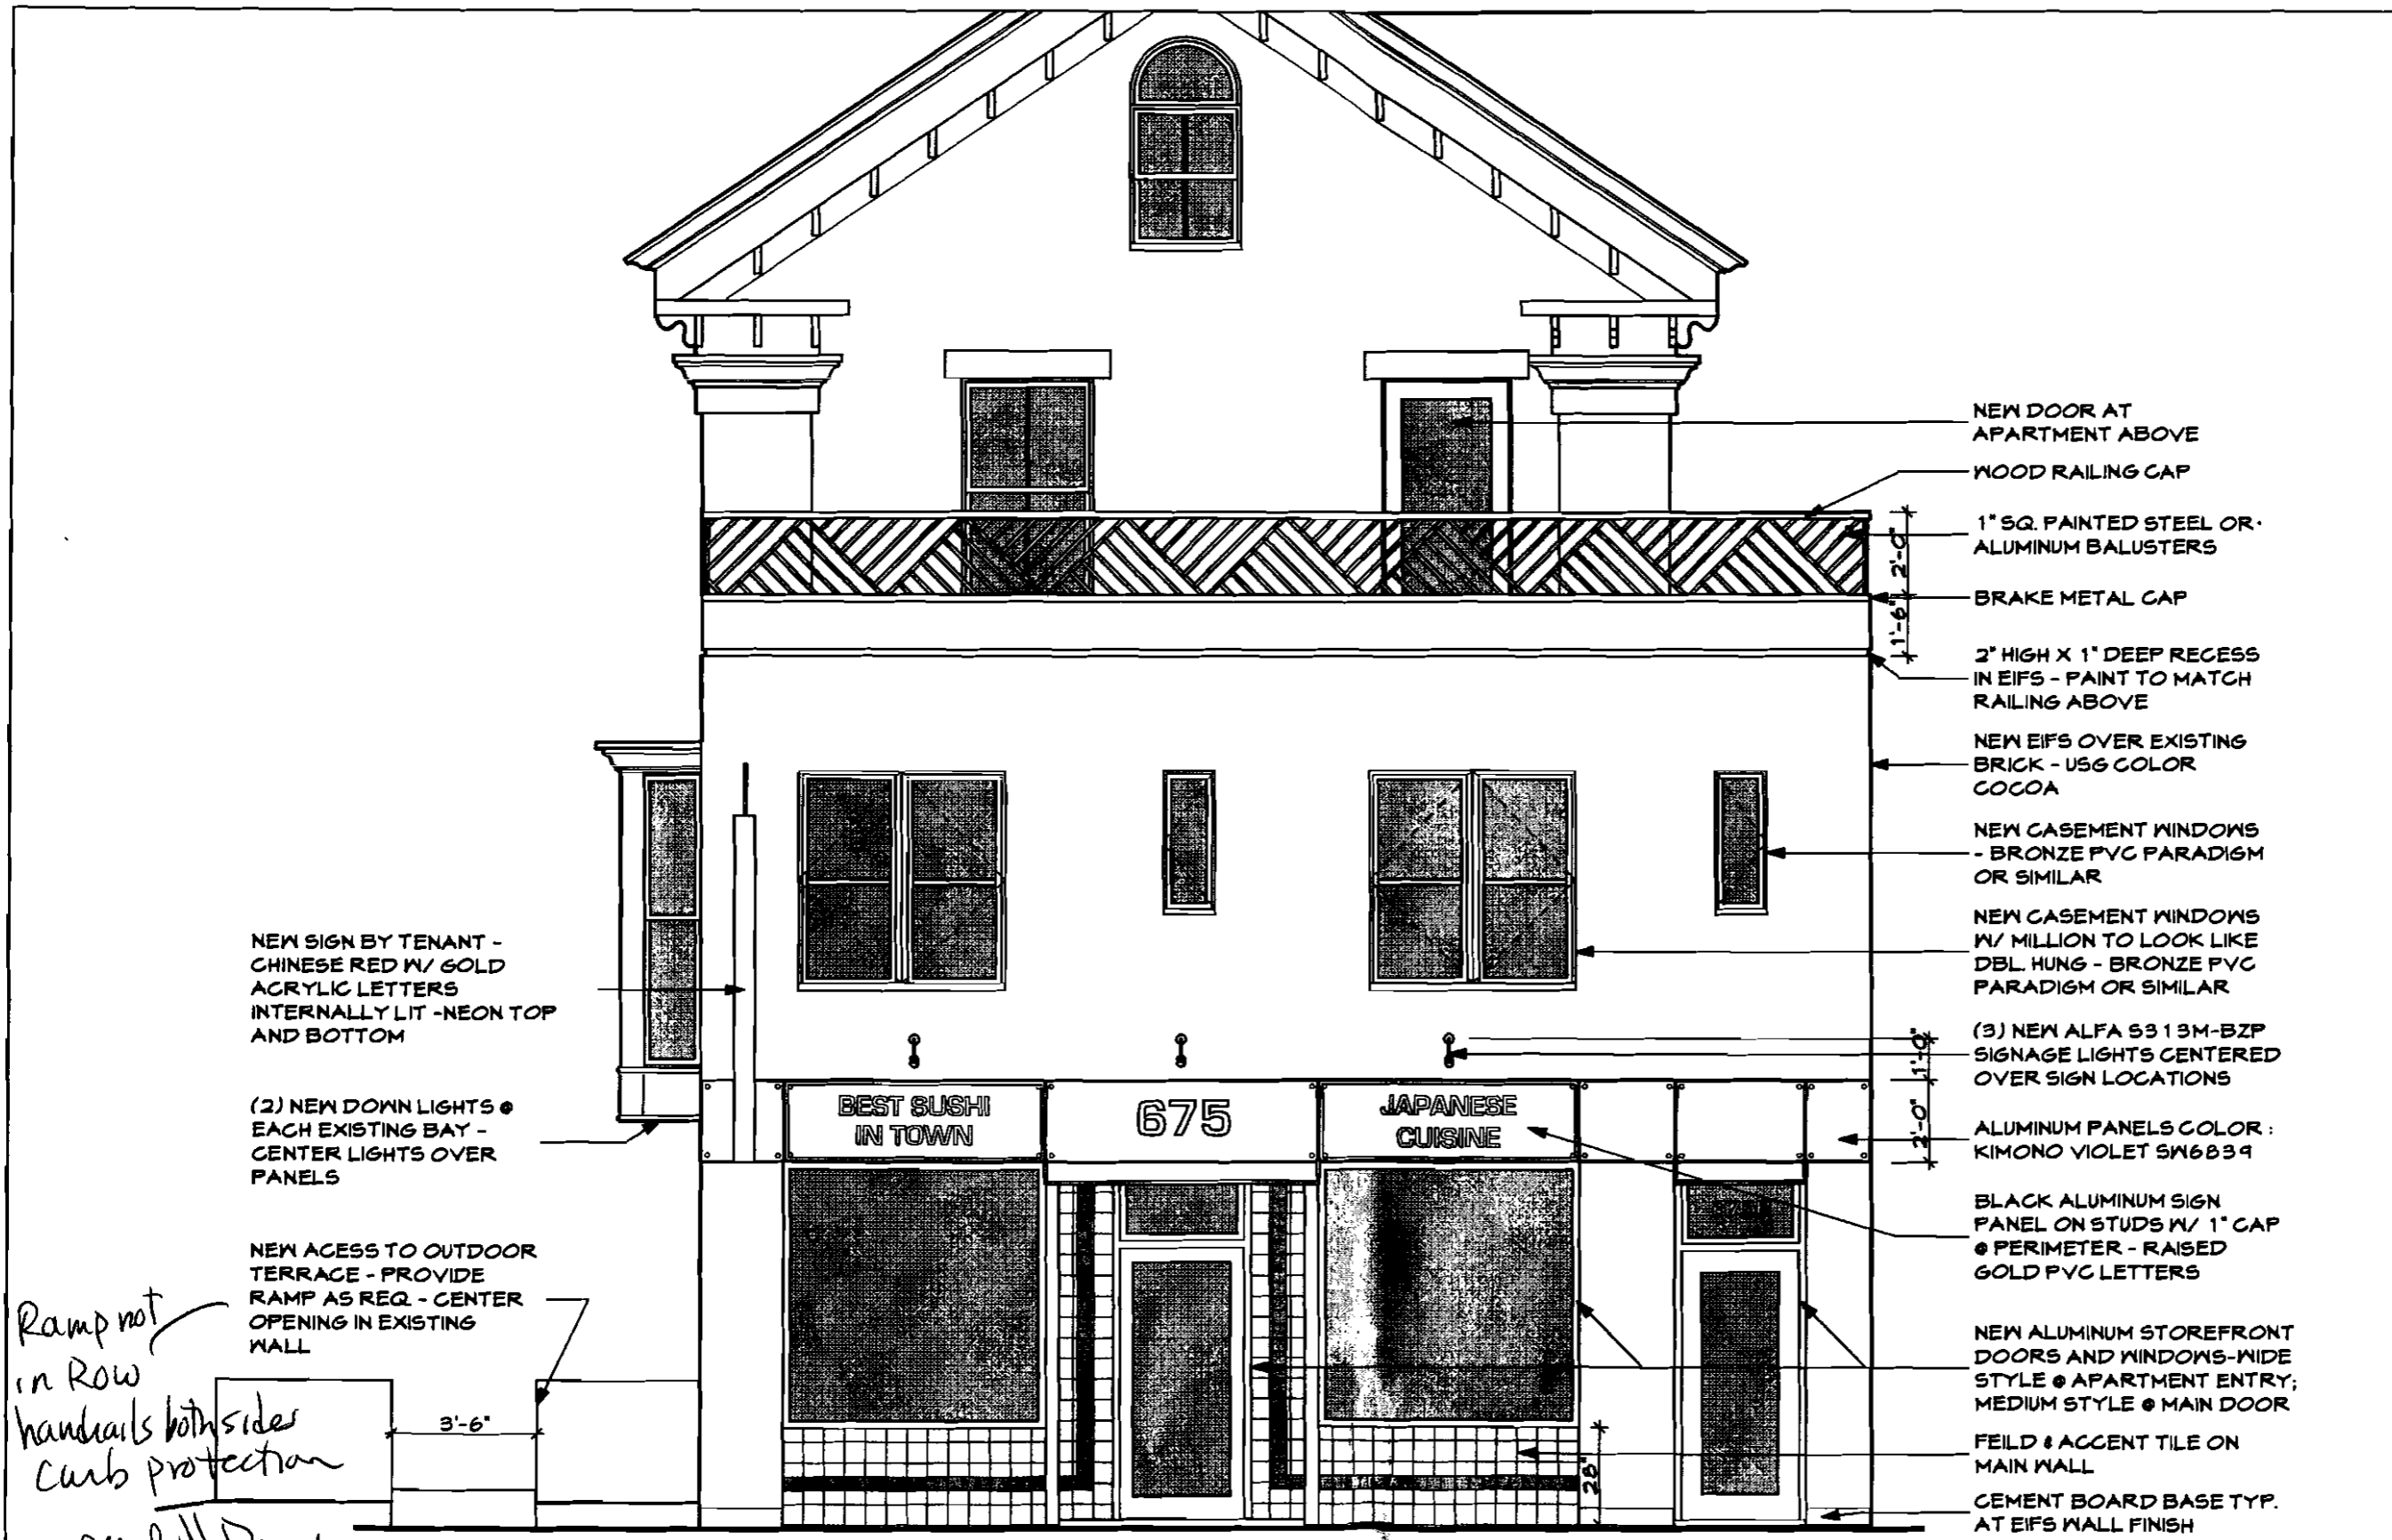 NEW DOOR AT
APARTMENT ABOVE
WOOD RAILING CAP
1" SQ. PAINTED STEEL OR
ALUMINUM BALUSTERS
2'-0"
BRAKE METAL CAP
1'-6"
2" HIGH X 1" DEEP RECESS
IN EIFS - PAINT TO MATCH
RAILING ABOVE
NEW EIFS OVER EXISTING
BRICK - USG COLOR
COCOA
NEW CASEMENT WINDOWS
- BRONZE PVC PARADIGM
OR SIMILAR
NEW CASEMENT WINDOWS
W/ MILLION TO LOOK LIKE
DBL. HUNG - BRONZE PVC
PARADIGM OR SIMILAR
(3) NEW ALFA S313M-BZP
SIGNAGE LIGHTS CENTERED
OVER SIGN LOCATIONS
1'-0"
2'-0"
ALUMINUM PANELS COLOR :
KIMONO VIOLET SW6839
BLACK ALUMINUM SIGN
PANEL ON STUDS W/ 1" CAP
@ PERIMETER - RAISED
GOLD PVC LETTERS
NEW ALUMINUM STOREFRONT
DOORS AND WINDOWS-WIDE
STYLE @ APARTMENT ENTRY;
MEDIUM STYLE @ MAIN DOOR
FEILD & ACCENT TILE ON
MAIN WALL
28"
CEMENT BOARD BASE TYP.
AT EIFS WALL FINISH
NEW SIGN BY TENANT -
CHINESE RED W/ GOLD
ACRYLIC LETTERS
INTERNALLY LIT -NEON TOP
AND BOTTOM
(2) NEW DOWN LIGHTS @
EACH EXISTING BAY -
CENTER LIGHTS OVER
PANELS
NEW ACESS TO OUTDOOR
TERRACE - PROVIDE
RAMP AS REQ. - CENTER
OPENING IN EXISTING
WALL
3'-6"
BEST SUSHI
IN TOWN
675
JAPANESE
CUISINE
Ramp not
in Row
handrails both sides
curb protection